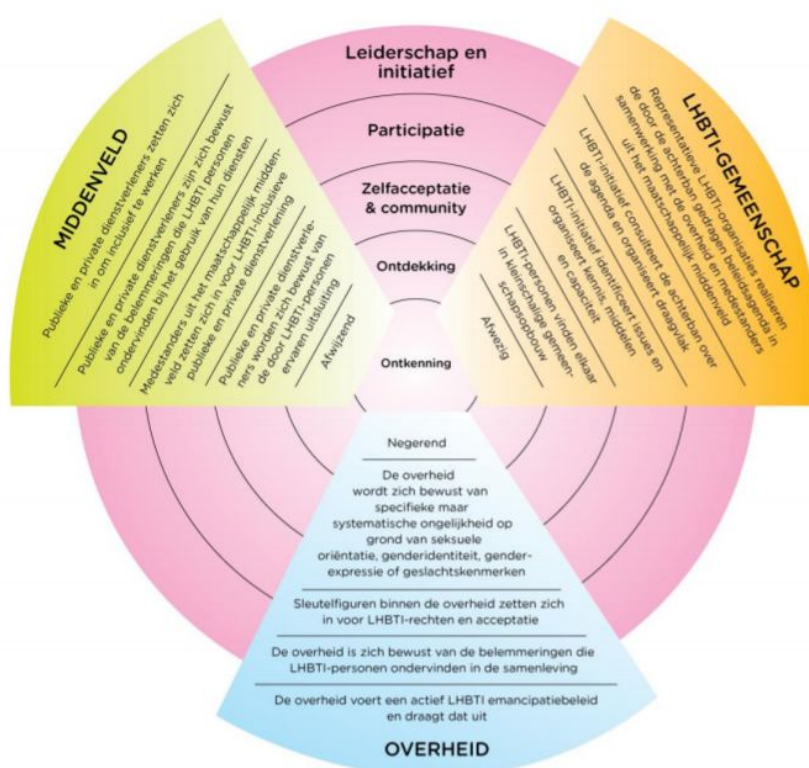 Leiderschap en
initiatief
Participatie
Zelfacceptatie
& community
Ontdekking
Ontkenning
MIDDENVELD
Publieke en private dienstverleners zetten zich
in om inclusief te werken
Publieke en private dienstverleners zijn zich bewust
van de belemmeringen die LHBTI personen
ondervinden bij het gebruik van hun diensten
Medestanders uit het maatschappelijk midden-
veld zetten zich in voor LHBTI-inclusieve
publieke en private dienstverlening
Publieke en private dienstverle-
ners worden zich bewust van
de door LHBTI-personen
ervaren uitsluiting
Afwijzend
LHBTI-GEMEENSCHAP
Representatieve LHBTI-organisaties realiseren
de door de achterban gedragen beleidsagenda in
samenwerking met de overheid en medestanders
uit het maatschappelijk middenveld
LHBTI-initiatief consulteert de achterban over
de agenda en organiseert draagvlak
LHBTI-initiatief identificeert issues en
organiseert kennis, middelen
en capaciteit
LHBTI-personen vinden elkaar
in kleinschalige gemeen-
schapsopbouw
Afwezig
Negerend
De overheid
wordt zich bewust van
specifieke maar
systematische ongelijkheid op
grond van seksuele
oriëntatie, genderidentiteit, gender-
expressie of geslachtskenmerken
Sleutelfiguren binnen de overheid zetten zich
in voor LHBTI-rechten en acceptatie
De overheid is zich bewust van de belemmeringen die
LHBTI-personen ondervinden in de samenleving
De overheid voert een actief LHBTI emancipatiebeleid
en draagt dat uit
OVERHEID